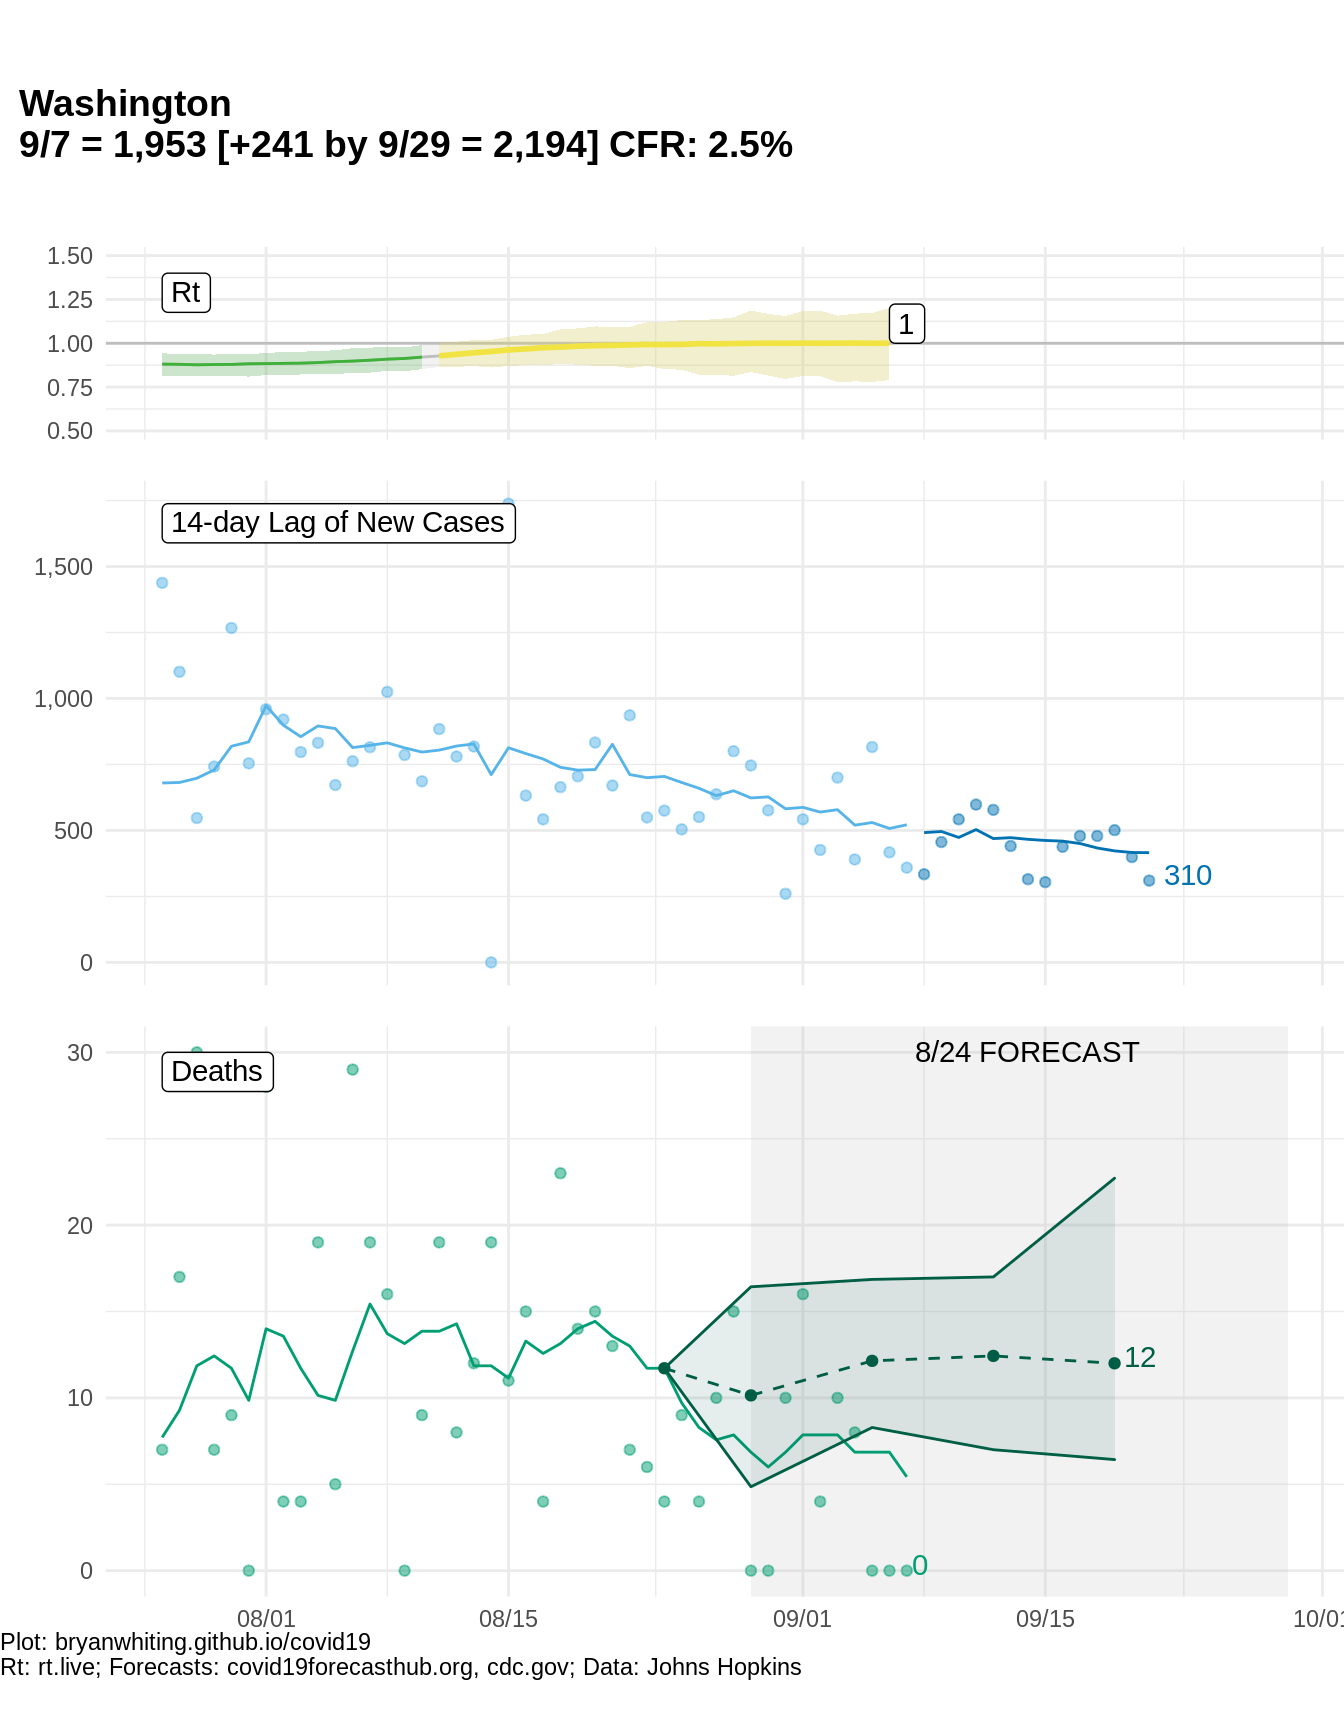 Washington
9/7 = 1,953 [+241 by 9/29 = 2,194] CFR: 2.5%
1.50
1.25
1.00
0.75
0.50
Rt
1
1,500
1,000
500
0
14-day Lag of New Cases
310
30
20
10
0
Deaths
8/24 FORECAST
12
0
08/01
08/15
09/01
09/15
10/01
Plot: bryanwhiting.github.io/covid19
Rt: rt.live; Forecasts: covid19forecasthub.org, cdc.gov; Data: Johns Hopkins